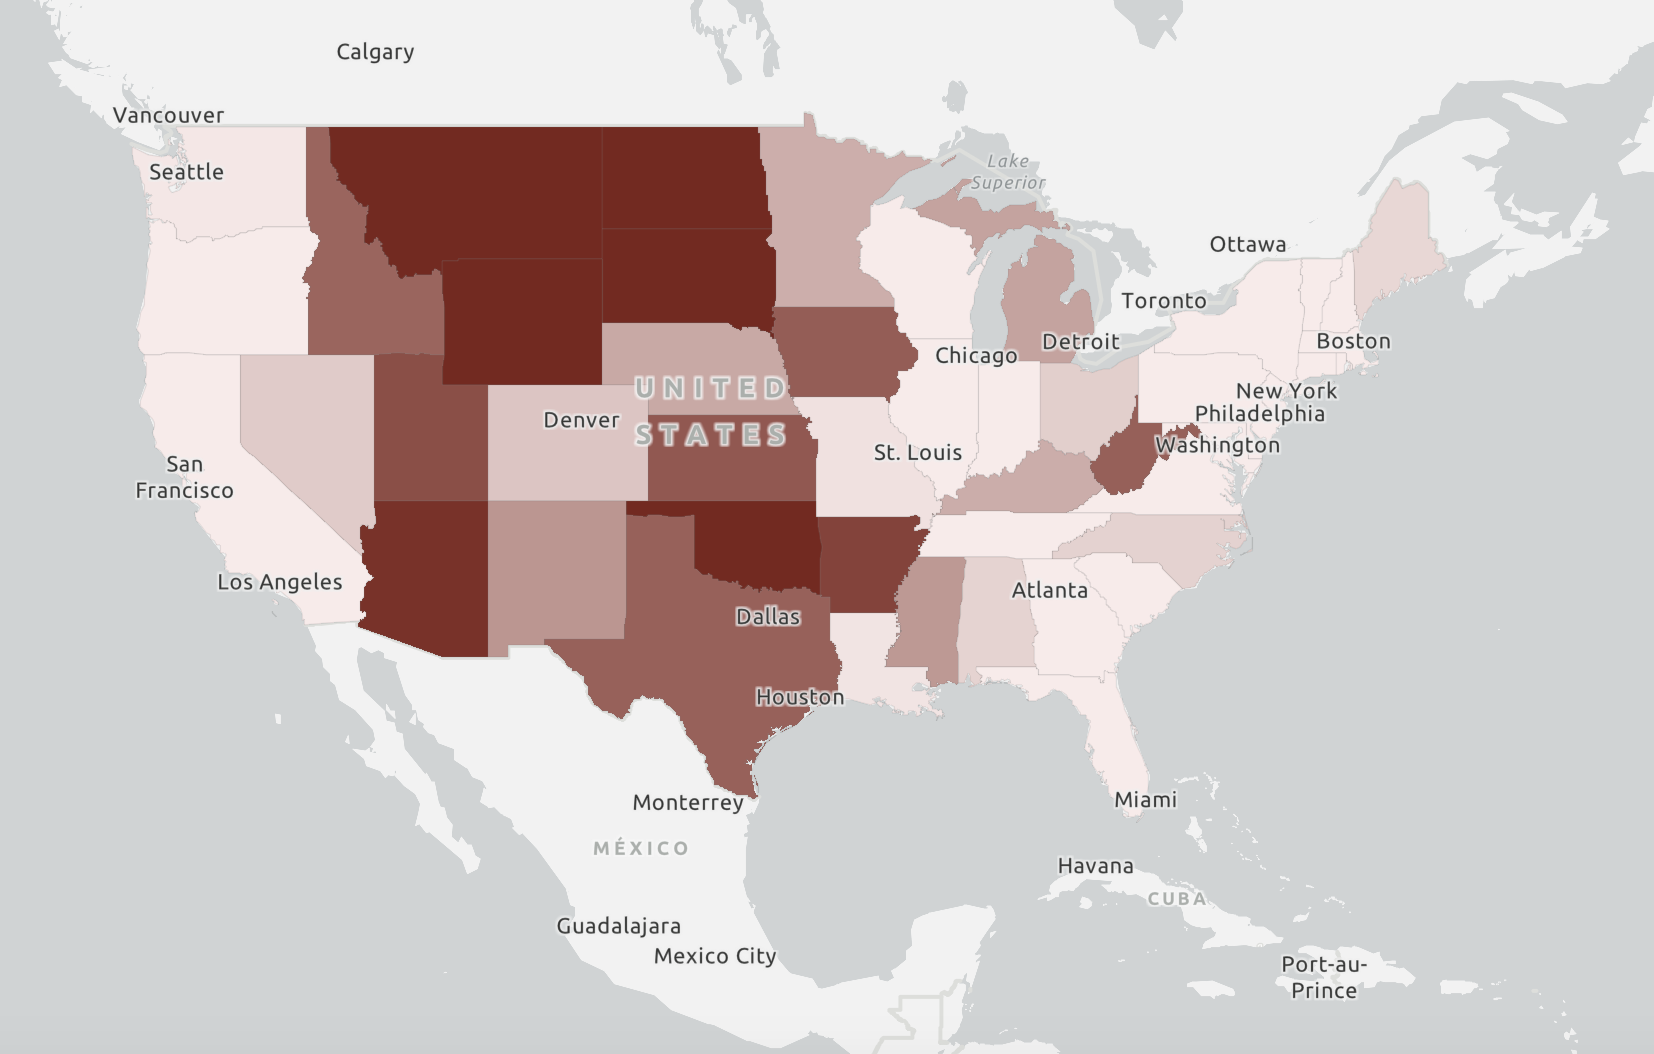 Calgary
Vancouver
Seattle
Lake
Superior
Ottawa
Toronto
Boston
Detroit
Chicago
UNITED
New York
Denver
Philadelphia
STATES
Washington
St. Louis
San
Francisco
Los Angeles
Atlanta
Dallas
Houston
Monterrey
Miami
MÉXICO
Havana
CUBA
Guadalajara
Mexico City
Port-au-
Prince